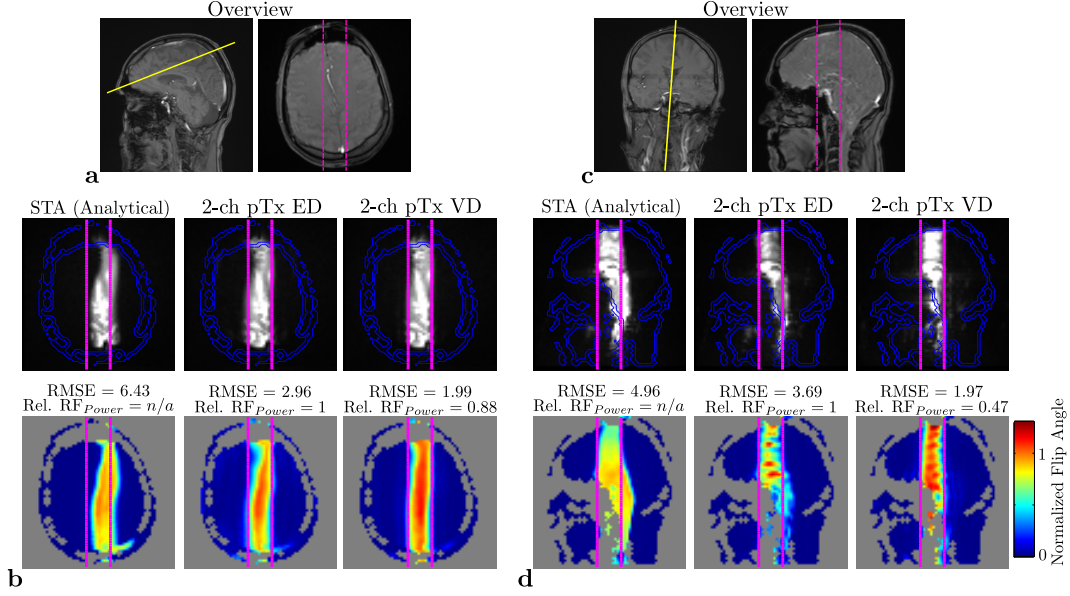 Overview
Overview
a
c
STA (Analytical) 2-ch pTx ED 2-ch pTx VD
STA (Analytical) 2-ch pTx ED 2-ch pTx VD
RMSE = 6.43 RMSE = 2.96 RMSE = 1.99
Rel. RF_Power = n/a Rel. RF_Power = 1 Rel. RF_Power = 0.88
RMSE = 4.96 RMSE = 3.69 RMSE = 1.97
Rel. RF_Power = n/a Rel. RF_Power = 1 Rel. RF_Power = 0.47
1
0
Normalized Flip Angle
b
d